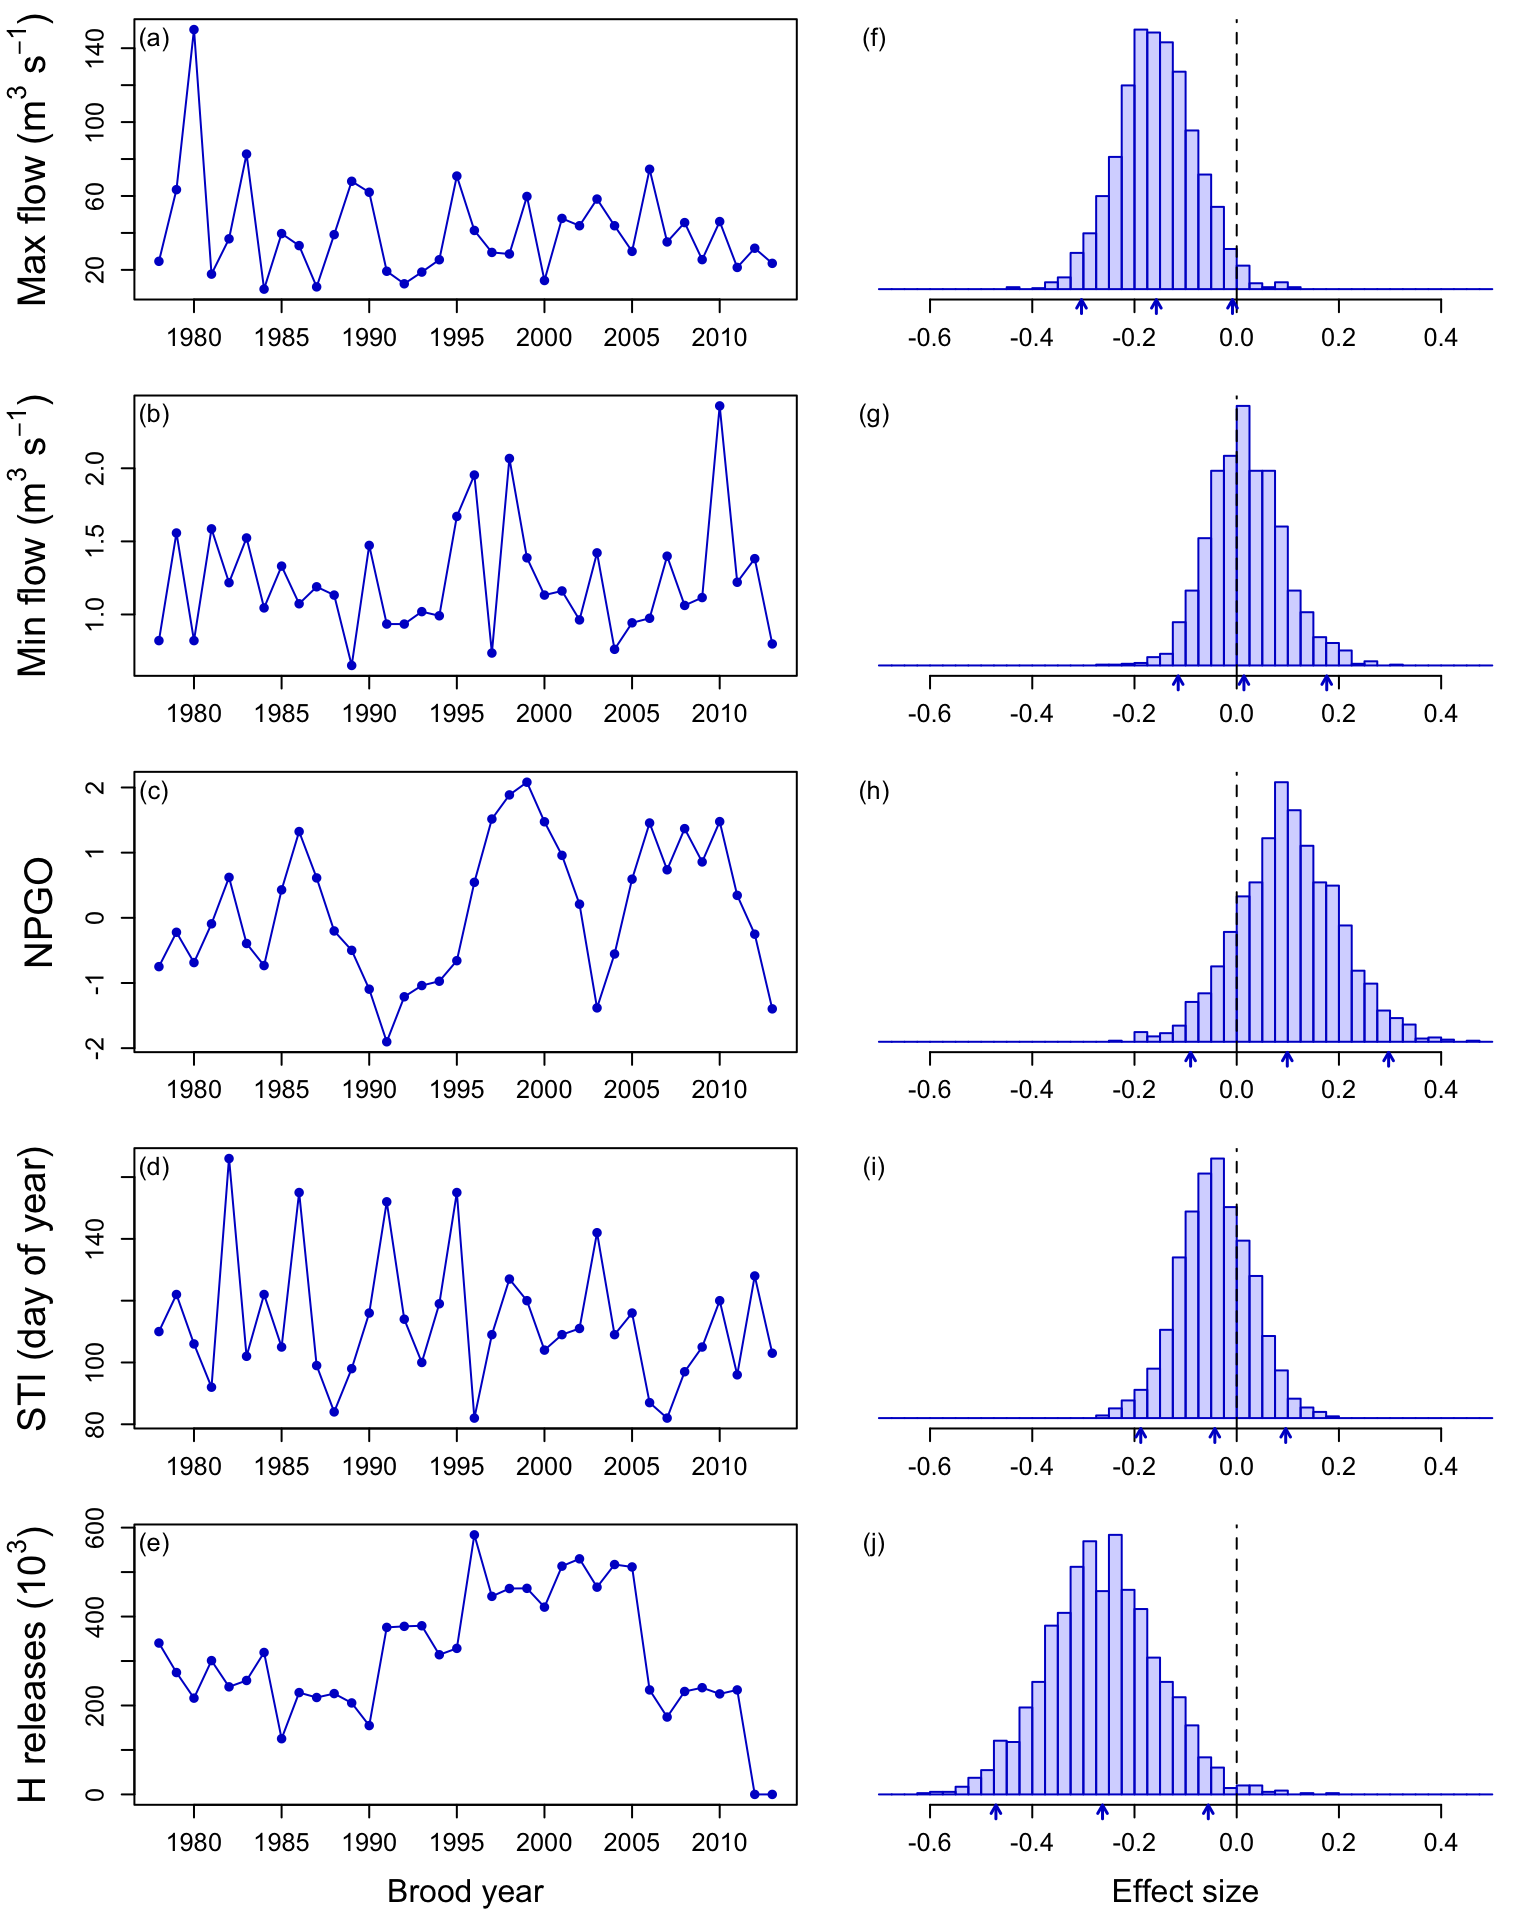 Max flow (m³ s⁻¹)
(a)
140
100
60
20
1980 1985 1990 1995 2000 2005 2010
(f)
-0.6 -0.4 -0.2 0.0 0.2 0.4
Min flow (m³ s⁻¹)
(b)
2.0
1.5
1.0
1980 1985 1990 1995 2000 2005 2010
(g)
-0.6 -0.4 -0.2 0.0 0.2 0.4
NPGO
(c)
2
1
0
-1
-2
1980 1985 1990 1995 2000 2005 2010
(h)
-0.6 -0.4 -0.2 0.0 0.2 0.4
STI (day of year)
(d)
140
100
80
1980 1985 1990 1995 2000 2005 2010
(i)
-0.6 -0.4 -0.2 0.0 0.2 0.4
H releases (10³)
(e)
600
400
200
0
1980 1985 1990 1995 2000 2005 2010
Brood year
(j)
-0.6 -0.4 -0.2 0.0 0.2 0.4
Effect size